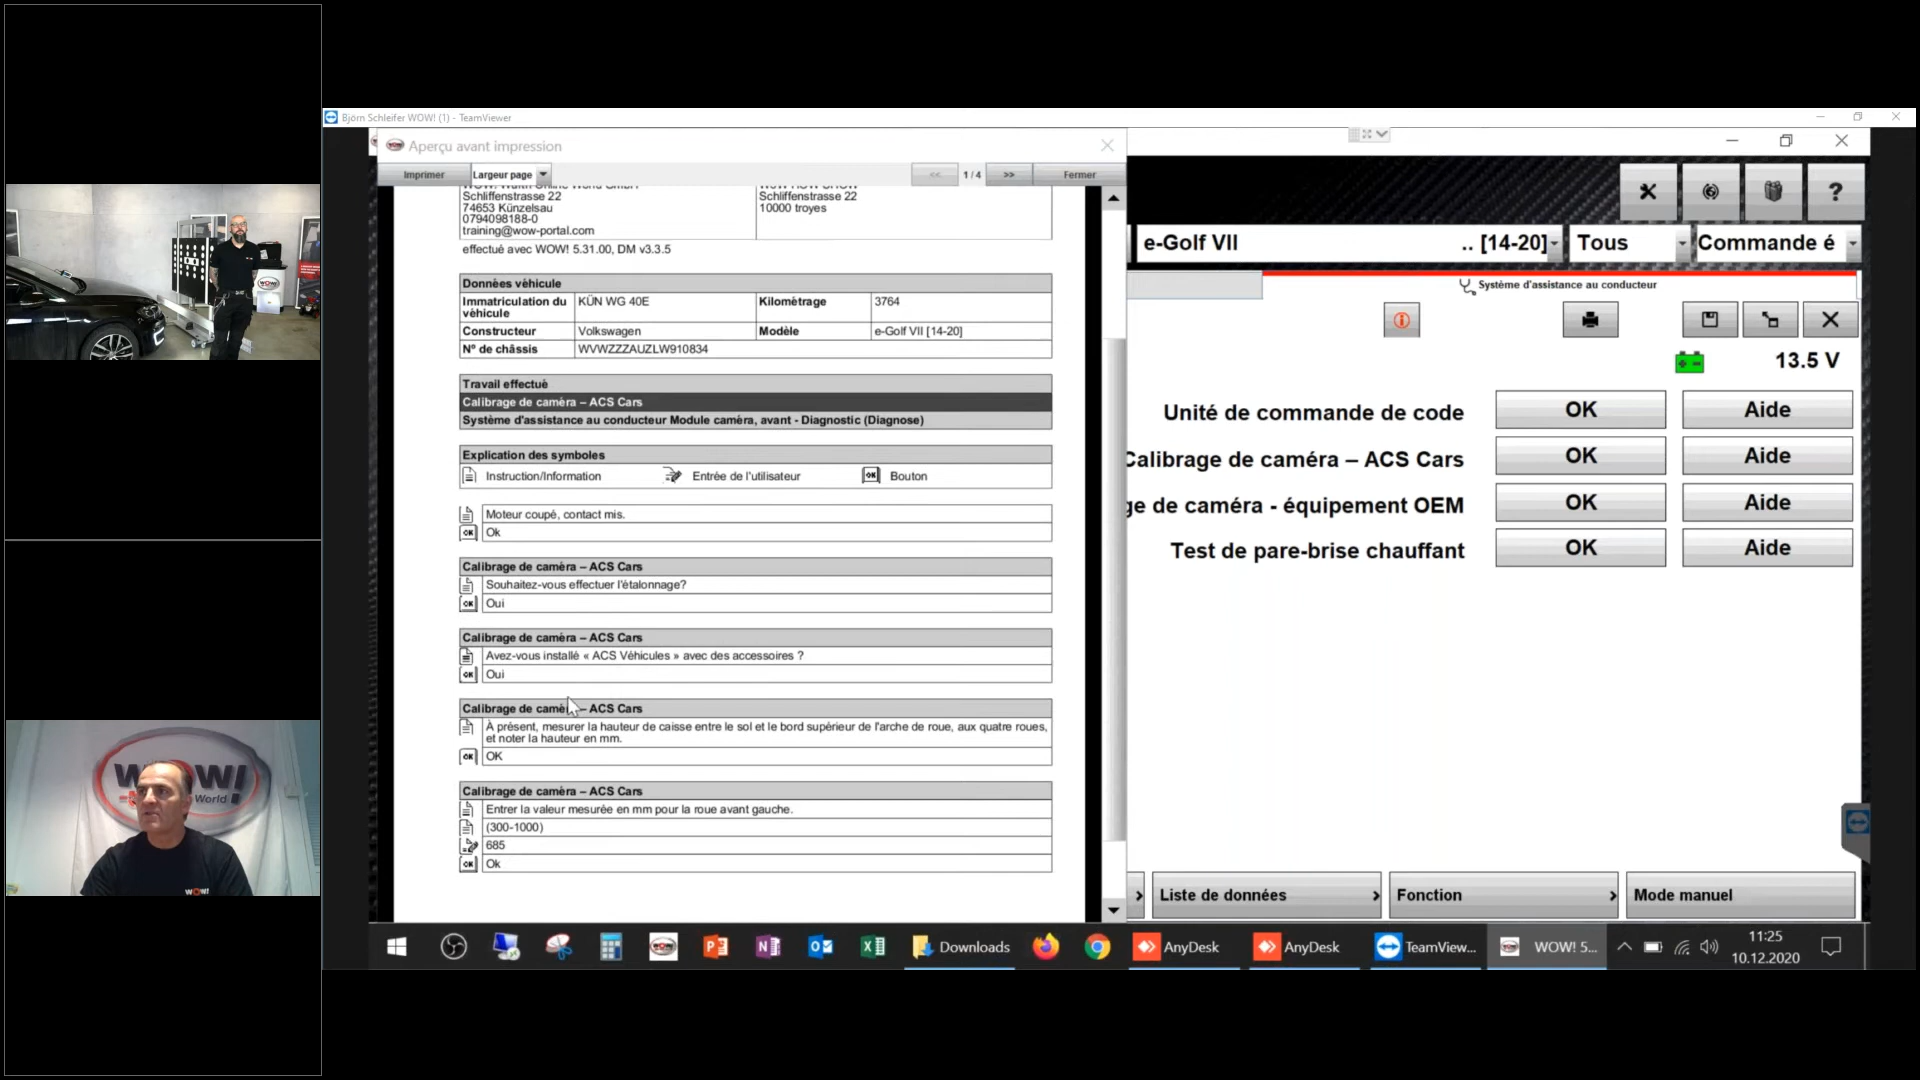 Björn Schleifer WOW! (1) - TeamViewer
Aperçu avant impression
Imprimer
Largeur page
1 / 4
>>
Fermer
Schliffenstrasse 22
74653 Künzelsau
0794098188-0
training@wow-portal.com
Schliffenstrasse 22
10000 troyes
effectué avec WOW! 5.31.00, DM v3.3.5
Données véhicule
Immatriculation du véhicule
KÜN WG 40E
Kilométrage
3764
Constructeur
Volkswagen
Modèle
e-Golf VII [14-20]
Nº de châssis
WVWZZZAUZLW910834
Travail effectué
Calibrage de caméra – ACS Cars
Système d'assistance au conducteur Module caméra, avant - Diagnostic (Diagnose)
Explication des symboles
Instruction/Information
Entrée de l'utilisateur
OK
Bouton
Moteur coupé, contact mis.
OK
Ok
Calibrage de caméra – ACS Cars
Souhaitez-vous effectuer l'étalonnage?
OK
Oui
Calibrage de caméra – ACS Cars
Avez-vous installé « ACS Véhicules » avec des accessoires ?
OK
Oui
Calibrage de caméra – ACS Cars
À présent, mesurer la hauteur de caisse entre le sol et le bord supérieur de l'arche de roue, aux quatre roues,
et noter la hauteur en mm.
OK
OK
Calibrage de caméra – ACS Cars
Entrer la valeur mesurée en mm pour la roue avant gauche.
(300-1000)
685
OK
Ok
?
e-Golf VII
.. [14-20]
Tous
Commande é
Système d'assistance au conducteur
13.5 V
Unité de commande de code
OK
Aide
Calibrage de caméra – ACS Cars
OK
Aide
ge de caméra - équipement OEM
OK
Aide
Test de pare-brise chauffant
OK
Aide
Liste de données
Fonction
Mode manuel
Downloads
AnyDesk
AnyDesk
TeamView...
WOW! 5...
11:25
10.12.2020
WOW!
World
WOW!
WOW!